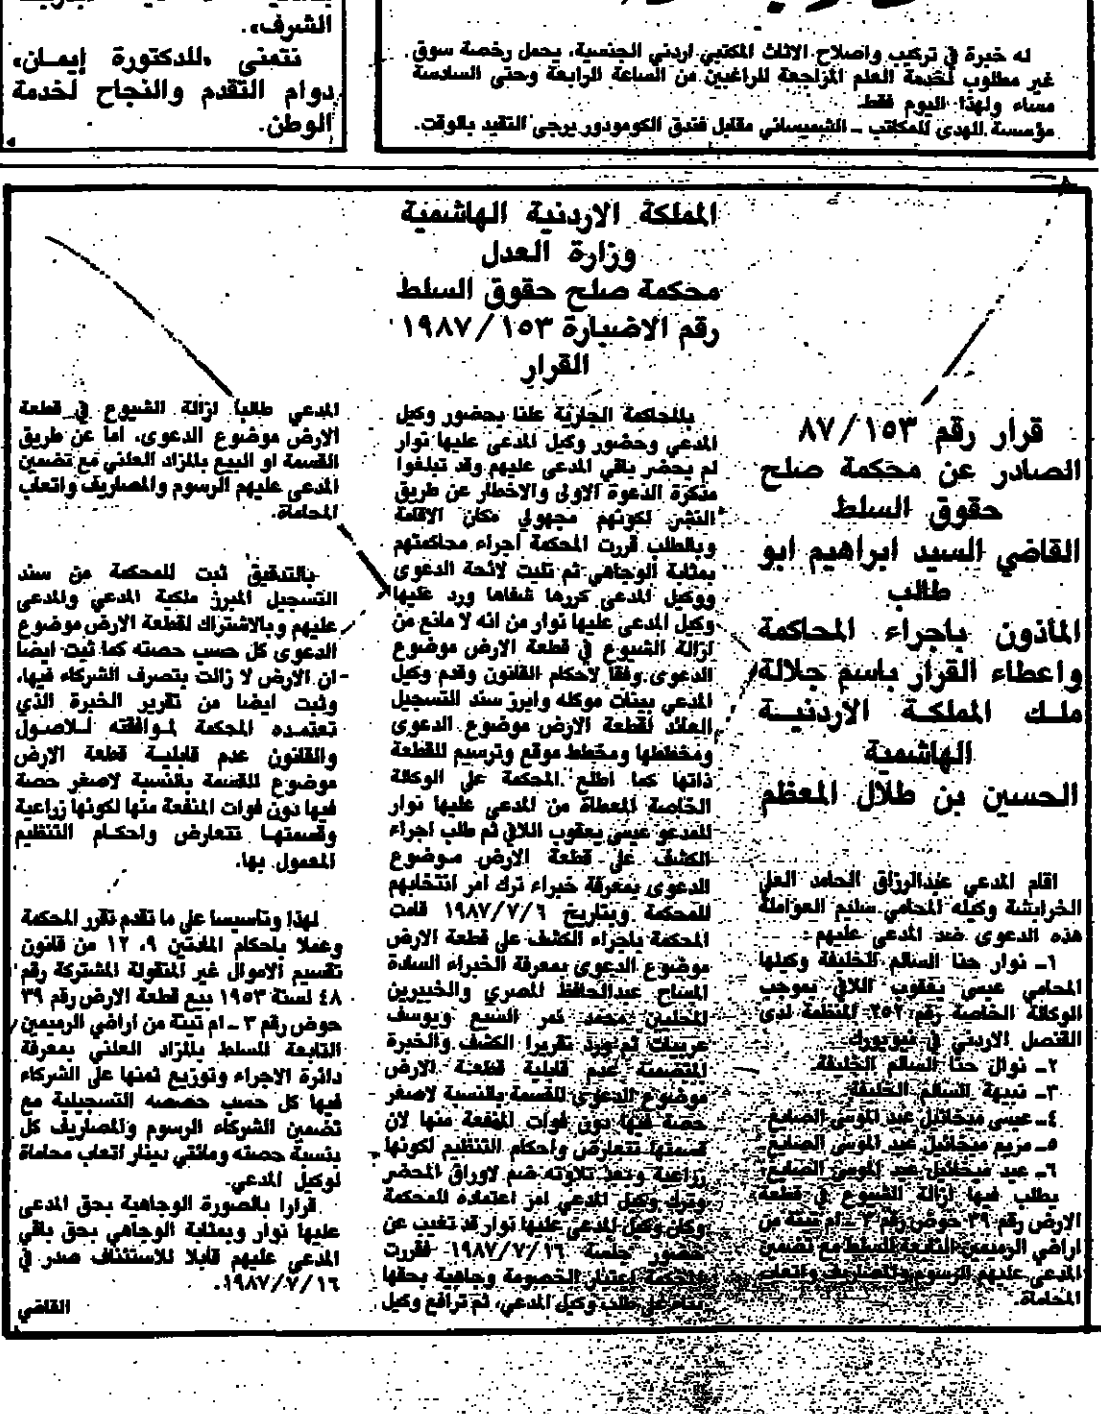 الشرف».
نتمنى «للدكتورة إيمان»
دوام التقدم والنجاح لخدمة
الوطن.
له خبرة في تركيب واصلاح الاثاث المكتبي اردني الجنسية، يحمل رخصة سوق
غير مطلوب لخدمة العلم المراجعة للراغبين من الساعة الرابعة وحتى السادسة
مساء ولهذا اليوم فقط.
مؤسسة الهدى للمكاتب ــ الشميساني مقابل فندق الكومودور يرجى التقيد بالوقت.
المملكة الاردنية الهاشمية
وزارة العدل
محكمة صلح حقوق السلط
رقم الاضبارة ١٩٨٧/١٥٣
القرار
قرار رقم ٨٧/١٥٣
الصادر عن محكمة صلح
حقوق السلط
القاضي السيد ابراهيم ابو
طالب
المأذون باجراء المحاكمة
واعطاء القرار باسم جلالة
ملك المملكة الاردنية
الهاشمية
الحسين بن طلال المعظم
اقام المدعي عبدالرزاق الحامد العلي
الخرابشة وكيله المحامي سليم العواملة
هذه الدعوى ضد المدعى عليهم:
١ــ نوار حنا السالم الخليفة وكيلها
المحامي عيسى يعقوب اللافي بموجب
الوكالة الخاصة رقم ٢٥٢ المنظمة لدى
القنصل الاردني في نيويورك.
٢ــ نوال حنا السالم الخليفة.
٣ــ نبيهة السالم الخليفة
٤ــ عيسى ميخائيل عبد الموسى الصايغ
٥ــ مريم ميخائيل عبد الموسى الصايغ
٦ــ عبد ميخائيل عبد الموسى الصايغ
يطلب فيها ازالة الشيوع في قطعة
الارض رقم ٣٩ حوض رقم ٣ ــ ام تينة من
اراضي الرميمين التابعة للسلط مع تضمين
المدعى عليهم الرسوم والمصاريف واتعاب
المحاماة.
بالمحاكمة الجارية علنا بحضور وكيل
المدعي وحضور وكيل المدعى عليها نوار
لم يحضر باقي المدعى عليهم وقد تبلغوا
مذكرة الدعوة الاولى والاخطار عن طريق
النشر لكونهم مجهولي مكان الاقامة
وبالطلب قررت المحكمة اجراء محاكمتهم
بمثابة الوجاهي ثم تليت لائحة الدعوى
ووكيل المدعى كررها شفاها ورد عليها
وكيل المدعى عليها نوار من انه لا مانع من
ازالة الشيوع في قطعة الارض موضوع
الدعوى وفقا لاحكام القانون وقدم وكيل
المدعي بينات موكله وابرز سند التسجيل
العائد لقطعة الارض موضوع الدعوى
ومخططها ومخطط موقع وترسيم للقطعة
ذاتها كما اطلع المحكمة على الوكالة
الخاصة المعطاة من المدعى عليها نوار
للمدعو عيسى يعقوب اللافي ثم طلب اجراء
الكشف على قطعة الارض موضوع
الدعوى بمعرفة خبراء ترك امر انتخابهم
للمحكمة وبتاريخ ١٩٨٧/٧/٦ قامت
المحكمة باجراء الكشف على قطعة الارض
موضوع الدعوى بمعرفة الخبراء السادة
المساح عبدالحافظ المصري والخبيرين
المحليين محمد نمر السبع ويوسف
عربيات ثم ورد تقريرا الكشف والخبرة
المتضمنة عدم قابلية قطعة الارض
موضوع الدعوى للقسمة بالنسبة لاصغر
حصة فيها دون فوات المنفعة منها لان
قسمتها تتعارض واحكام التنظيم لكونها
زراعية وبعد تلاوته ضم لاوراق المحضر
وترك وكيل المدعي امر اعتماده للمحكمة
وكان وكيل المدعى عليها نوار قد تغيب عن
حضور جلسة ١٩٨٧/٧/١٦ فقررت
المحكمة اعتبار الخصومة وجاهية بحقها
بناء على طلب وكيل المدعي، ثم ترافع وكيل
المدعي طالبا ازالة الشيوع في قطعة
الارض موضوع الدعوى، اما عن طريق
القسمة او البيع بالمزاد العلني مع تضمين
المدعى عليهم الرسوم والمصاريف واتعاب
المحاماة.
بالتدقيق ثبت للمحكمة من سند
التسجيل المبرز ملكية المدعي والمدعى
عليهم وبالاشتراك لقطعة الارض موضوع
الدعوى كل حسب حصته كما ثبت ايضا
ان الارض لا زالت بتصرف الشركاء فيها،
وثبت ايضا من تقرير الخبرة الذي
تعتمده المحكمة لموافقته للاصول
والقانون عدم قابلية قطعة الارض
موضوع للقسمة بالنسبة لاصغر حصة
فيها دون فوات المنفعة منها لكونها زراعية
وقسمتها تتعارض واحكام التنظيم
المعمول بها.
لهذا وتاسيسا على ما تقدم تقرر المحكمة
وعملا باحكام المادتين ٩، ١٢ من قانون
تقسيم الاموال غير المنقولة المشتركة رقم
٤٨ لسنة ١٩٥٣ بيع قطعة الارض رقم ٣٩
حوض رقم ٣ ــ ام تينة من اراضي الرميمين
التابعة للسلط بالمزاد العلني بمعرفة
دائرة الاجراء وتوزيع ثمنها على الشركاء
فيها كل حسب حصصه التسجيلية مع
تضمين الشركاء الرسوم والمصاريف كل
بنسبة حصته ومائتي دينار اتعاب محاماة
لوكيل المدعي.
قرارا بالصورة الوجاهية بحق المدعى
عليها نوار وبمثابة الوجاهي بحق باقي
المدعى عليهم قابلا للاستئناف صدر في
١٩٨٧/٧/١٦.
القاضي